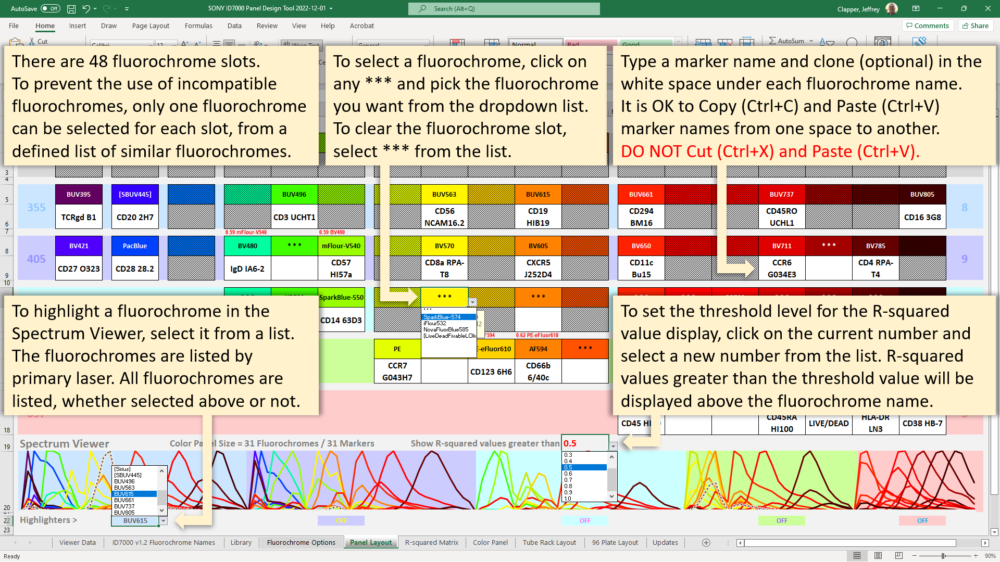 AutoSave Off
SONY ID7000 Panel Design Tool 2022-12-01
Search (Alt+Q)
Clapper, Jeffrey
File Home Insert Draw Page Layout Formulas Data Review View Help Acrobat
Comments Share
Cut
Calibri 12 Wrap Text General Normal Bad Good AutoSum
There are 48 fluorochrome slots.
To prevent the use of incompatible
fluorochromes, only one fluorochrome
can be selected for each slot, from a
defined list of similar fluorochromes.
To select a fluorochrome, click on
any *** and pick the fluorochrome
you want from the dropdown list.
To clear the fluorochrome slot,
select *** from the list.
Type a marker name and clone (optional) in the
white space under each fluorochrome name.
It is OK to Copy (Ctrl+C) and Paste (Ctrl+V)
marker names from one space to another.
DO NOT Cut (Ctrl+X) and Paste (Ctrl+V).
3
4
5 BUV395 [SBUV445] BUV496 BUV563 BUV615 BUV661 BUV737 BUV805
355 8
6 TCRgd B1 CD20 2H7 CD3 UCHT1 CD56 NCAM16.2 CD19 HIB19 CD294 BM16 CD45RO UCHL1 CD16 3G8
7 0.59 mFlour-V540 0.59 BV480
8 BV421 PacBlue BV480 *** mFlour-V540 BV570 BV605 BV650 BV711 *** BV785
405 9
9 CD27 O323 CD28 28.2 IgD IA6-2 CD57 HI57a CD8a RPA-T8 CXCR5 J252D4 CD11c Bu15 CCR6 G034E3 CD4 RPA-T4
10
SparkBlue-550 *** ***
CD14 63D3
SparkBlue-574
iFlour532
NovaFluorBlue585
[LiveDeadFixableLOliv
F594 0.62 PE-eFluor610
PE E-eFluor610 AF594 ***
CCR7 G043H7 CD123 6H6 CD66b 6/40c
To highlight a fluorochrome in the
Spectrum Viewer, select it from a list.
The fluorochromes are listed by
primary laser. All fluorochromes are
listed, whether selected above or not.
To set the threshold level for the R-squared
value display, click on the current number and
select a new number from the list. R-squared
values greater than the threshold value will be
displayed above the fluorochrome name.
18 CD45 HI CD45RA HI100 LIVE/DEAD HLA-DR LN3 CD38 HB-7
19 Spectrum Viewer Color Pa el Size = 31 Fluorochromes / 31 Markers Show R-squared values greater than 0.5
0.3
0.4
0.5
0.6
0.7
0.8
0.9
1.0
[Sirius]
[SBUV445]
BUV496
BUV563
BUV615
BUV661
BUV737
BUV805
20
22 Highlighters > BUV615 OFF OFF OFF OFF
23
Viewer Data ID7000 v1.2 Fluorochrome Names Library Fluorochrome Options Panel Layout R-squared Matrix Color Panel Tube Rack Layout 96 Plate Layout Updates
Ready
90%